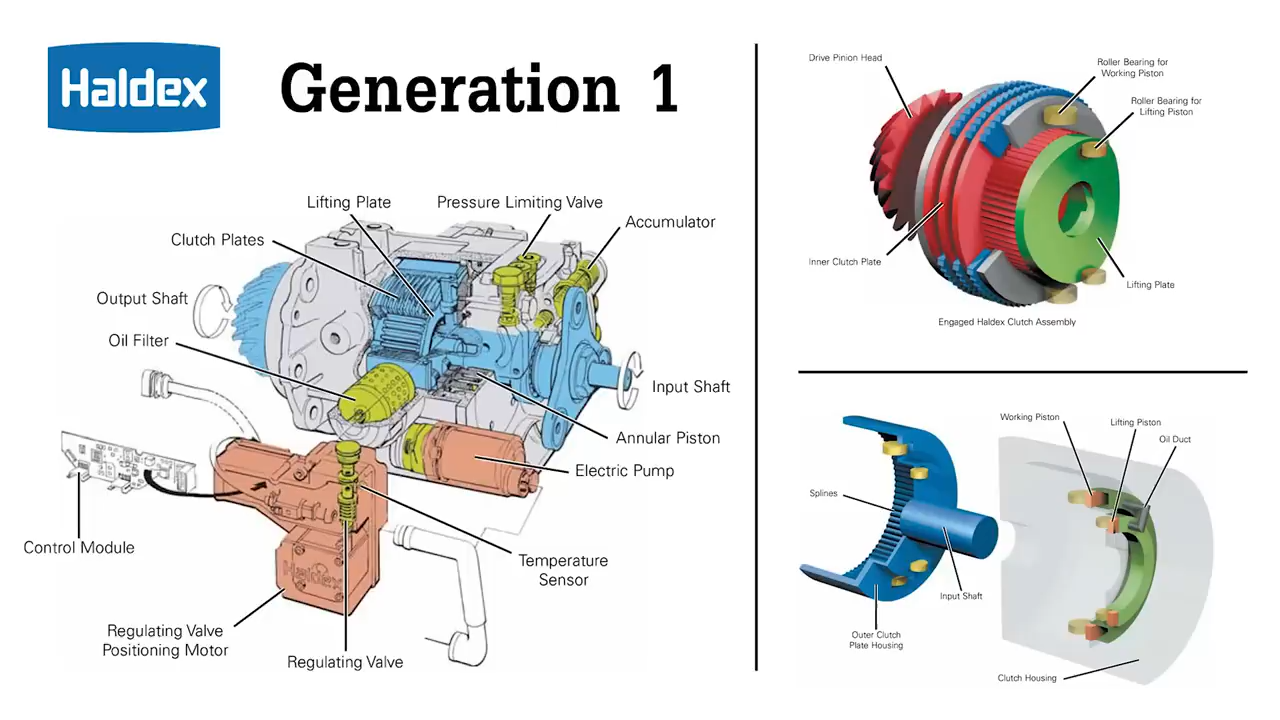 Haldex
Generation 1
Lifting Plate
Pressure Limiting Valve
Accumulator
Clutch Plates
Output Shaft
Oil Filter
Input Shaft
Annular Piston
Electric Pump
Control Module
Temperature
Sensor
Haldex
Regulating Valve
Positioning Motor
Regulating Valve
Drive Pinion Head
Roller Bearing for
Working Piston
Roller Bearing for
Lifting Piston
Inner Clutch Plate
Lifting Plate
Engaged Haldex Clutch Assembly
Working Piston
Lifting Piston
Oil Duct
Splines
Input Shaft
Outer Clutch
Plate Housing
Clutch Housing